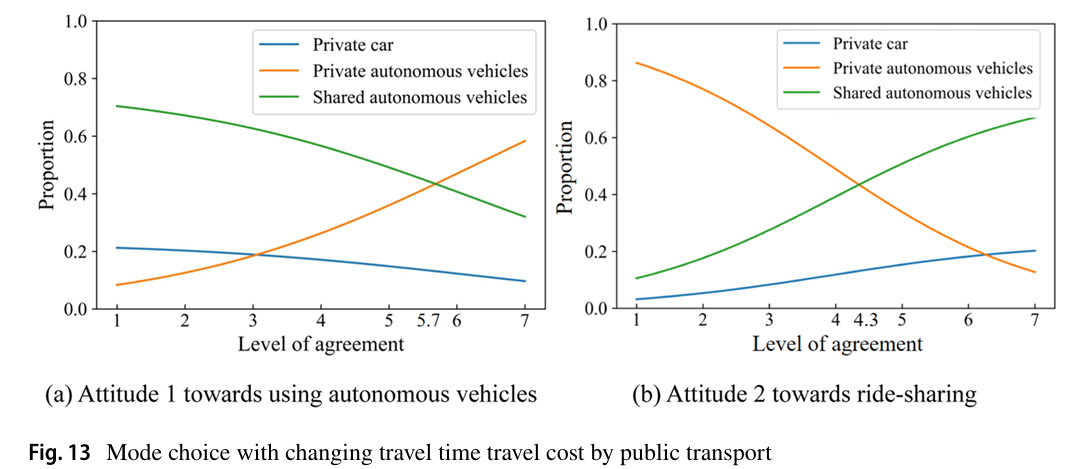 1.0
0.8
0.6
0.4
0.2
0.0
Proportion
Private car
Private autonomous vehicles
Shared autonomous vehicles
1 2 3 4 5 5.7 6 7
Level of agreement
(a) Attitude 1 towards using autonomous vehicles
1.0
0.8
0.6
0.4
0.2
0.0
Proportion
Private car
Private autonomous vehicles
Shared autonomous vehicles
1 2 3 4 4.3 5 6 7
Level of agreement
(b) Attitude 2 towards ride-sharing
Fig. 13 Mode choice with changing travel time travel cost by public transport